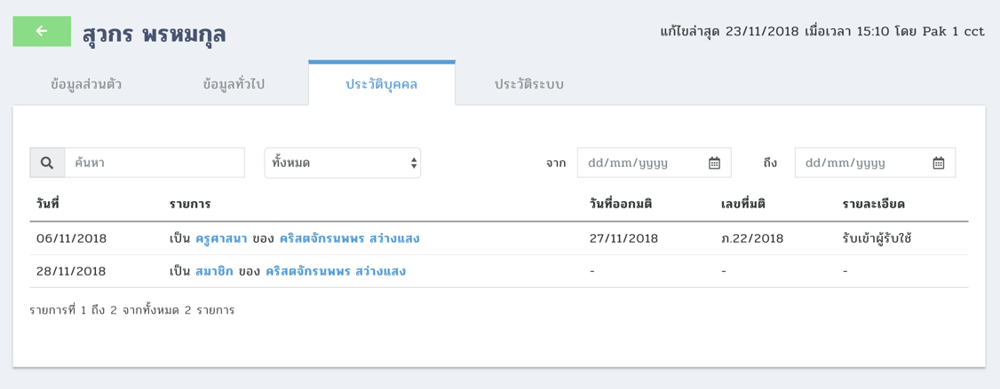 สุวกร พรหมกุล
แก้ไขล่าสุด 23/11/2018 เมื่อเวลา 15:10 โดย Pak 1 cct
ข้อมูลส่วนตัว ข้อมูลทั่วไป ประวัติบุคคล ประวัติระบบ
ค้นหา ทั้งหมด จาก dd/mm/yyyy ถึง dd/mm/yyyy
วันที่ รายการ วันที่ออกมติ เลขที่มติ รายละเอียด
06/11/2018 เป็น ครูศาสนา ของ คริสตจักรนพพร สว่างแสง 27/11/2018 ภ.22/2018 รับเข้าผู้รับใช้
28/11/2018 เป็น สมาชิก ของ คริสตจักรนพพร สว่างแสง - - -
รายการที่ 1 ถึง 2 จากทั้งหมด 2 รายการ